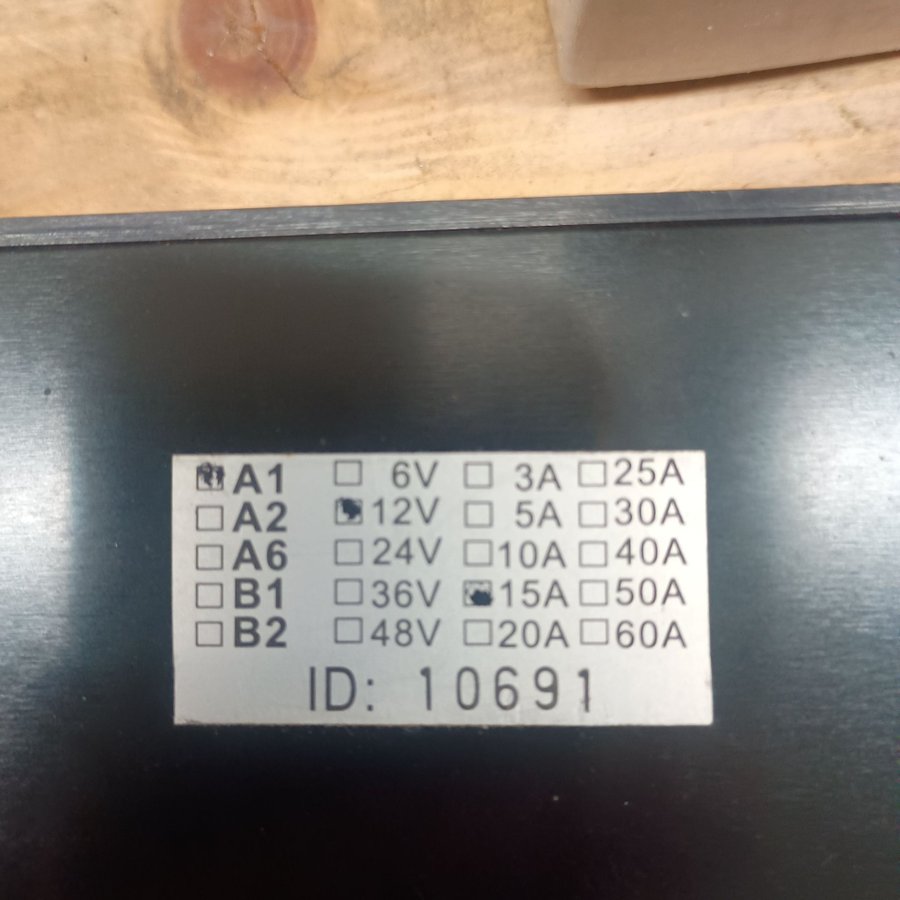 A1 6V 3A 25A
A2 12V 5A 30A
A6 24V 10A 40A
B1 36V 15A 50A
B2 48V 20A 60A
ID: 10691